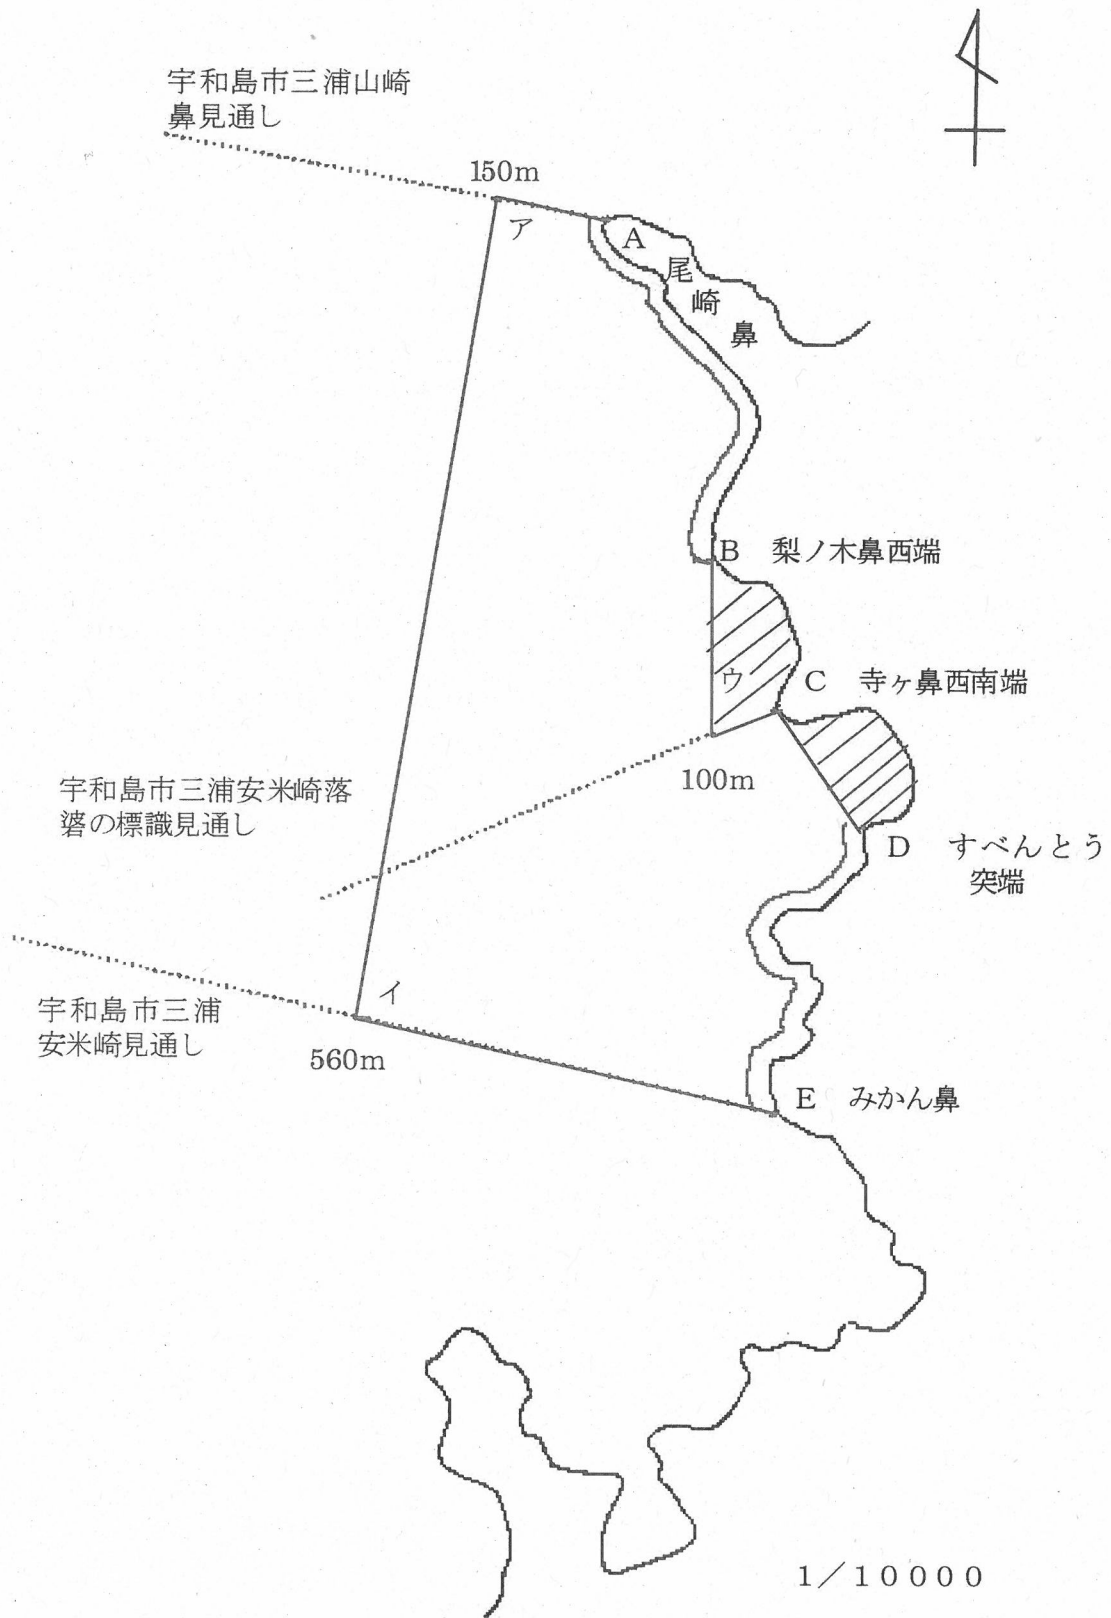 宇和島市三浦山崎
鼻見通し
150m
ア
A
尾
崎
鼻
B 梨ノ木鼻西端
ウ
C 寺ヶ鼻西南端
100m
宇和島市三浦安米崎落
碆の標識見通し
D すべんとう
突端
イ
宇和島市三浦
安米崎見通し
560m
E みかん鼻
1/10000